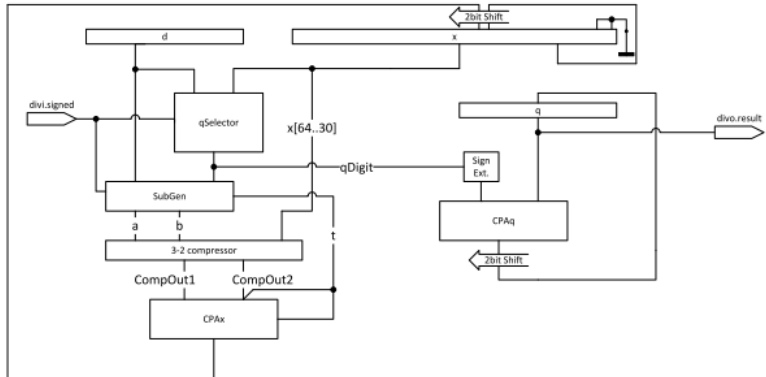 2bit Shift
d
x
divi.signed
qSelector
x[64..30]
q
divo.result
qDigit
Sign
Ext.
SubGen
CPAq
a
b
t
3-2 compressor
2bit Shift
CompOut1
CompOut2
CPAx